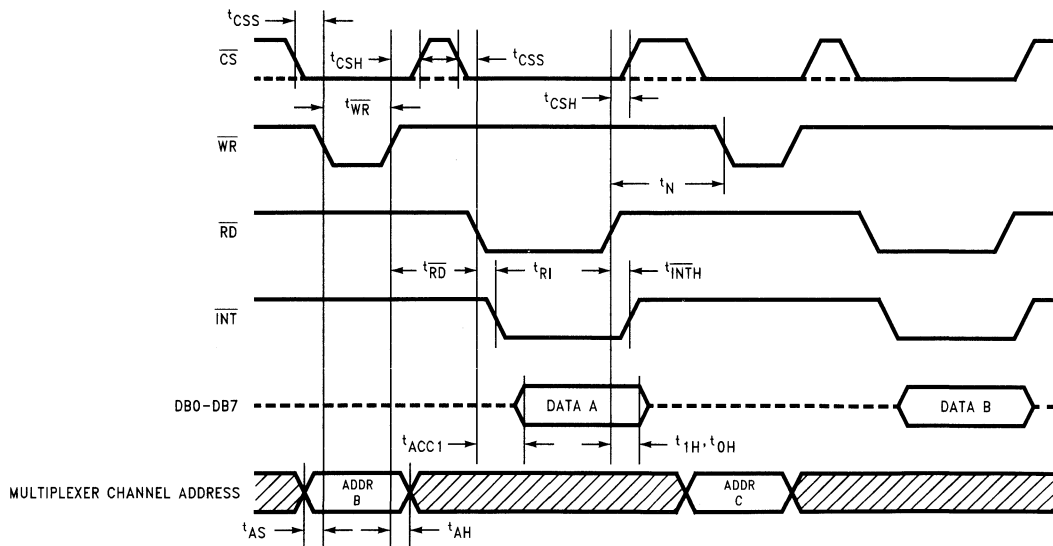 tCSS
CS
tCSH
tCSS
tCSH
tWR
WR
tN
RD
tRD
tRI
tINTH
INT
DB0-DB7
DATA A
DATA B
tACC1
t1H, t0H
MULTIPLEXER CHANNEL ADDRESS
ADDR
B
ADDR
C
tAS
tAH